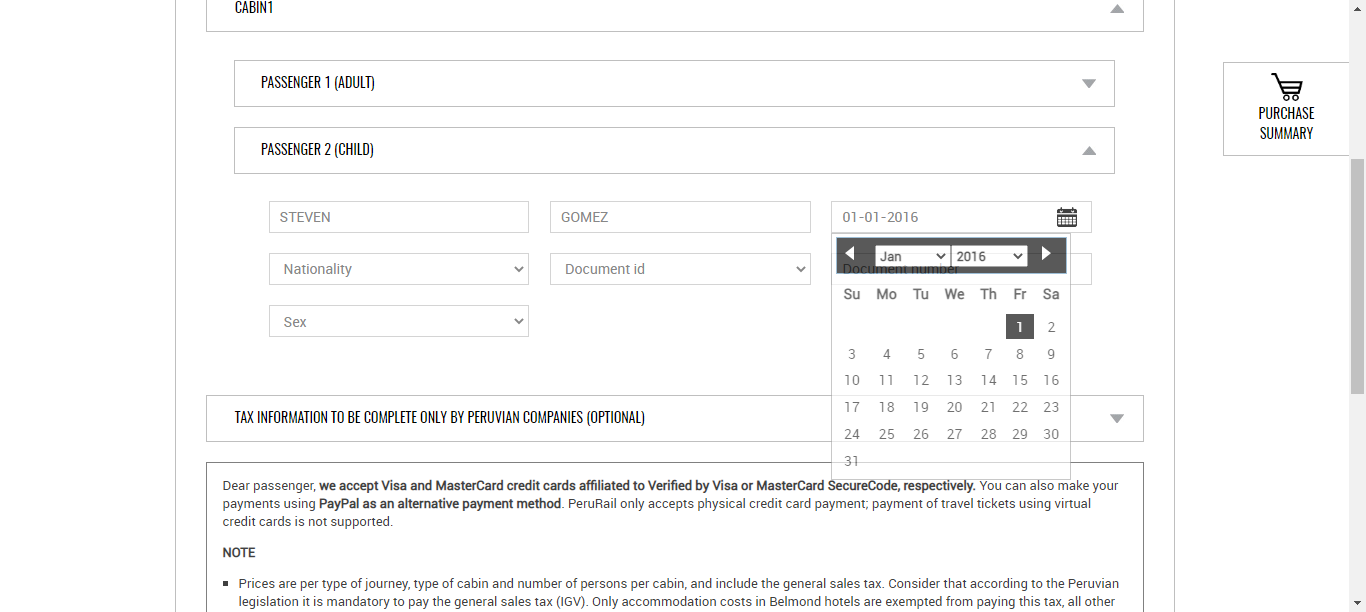 CABIN1
PASSENGER 1 (ADULT)
PURCHASE
SUMMARY
PASSENGER 2 (CHILD)
STEVEN GOMEZ 01-01-2016
Jan 2016
Nationality Document id Document number
Su Mo Tu We Th Fr Sa
Sex
1 2
3 4 5 6 7 8 9
10 11 12 13 14 15 16
17 18 19 20 21 22 23
TAX INFORMATION TO BE COMPLETE ONLY BY PERUVIAN COMPANIES (OPTIONAL)
24 25 26 27 28 29 30
31
Dear passenger, we accept Visa and MasterCard credit cards affiliated to Verified by Visa or MasterCard SecureCode, respectively. You can also make your
payments using PayPal as an alternative payment method. PeruRail only accepts physical credit card payment; payment of travel tickets using virtual
credit cards is not supported.
NOTE
Prices are per type of journey, type of cabin and number of persons per cabin, and include the general sales tax. Consider that according to the Peruvian
legislation it is mandatory to pay the general sales tax (IGV). Only accommodation costs in Belmond hotels are exempted from paying this tax, all other